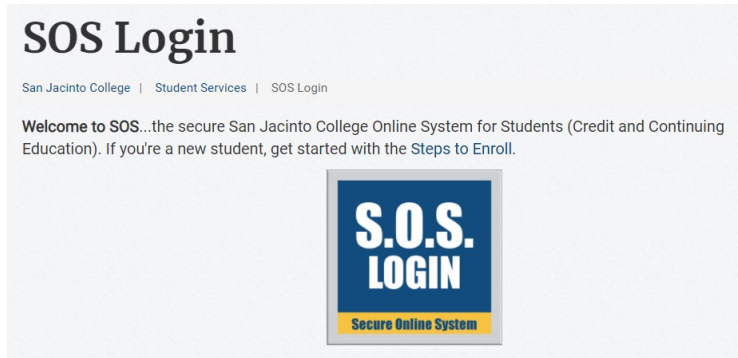 SOS Login
San Jacinto College | Student Services | SOS Login
Welcome to SOS...the secure San Jacinto College Online System for Students (Credit and Continuing
Education). If you're a new student, get started with the Steps to Enroll.
S.O.S.
LOGIN
Secure Online System